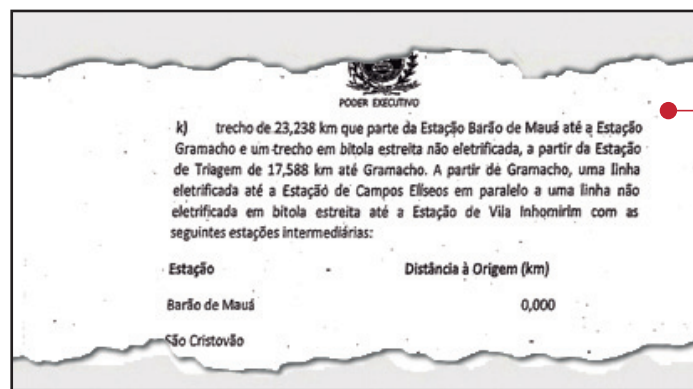 PODER EXECUTIVO
k) trecho de 23,238 km que parte da Estação Barão de Mauá até a Estação
Gramacho e um trecho em bitola estreita não eletrificada, a partir da Estação
de Triagem de 17,588 km até Gramacho. A partir de Gramacho, uma linha
eletrificada até a Estação de Campos Elíseos em paralelo a uma linha não
eletrificada em bitola estreita até a Estação de Vila Inhomirim com as
seguintes estações intermediárias:
Estação - Distância à Origem (km)
Barão de Mauá 0,000
São Cristovão